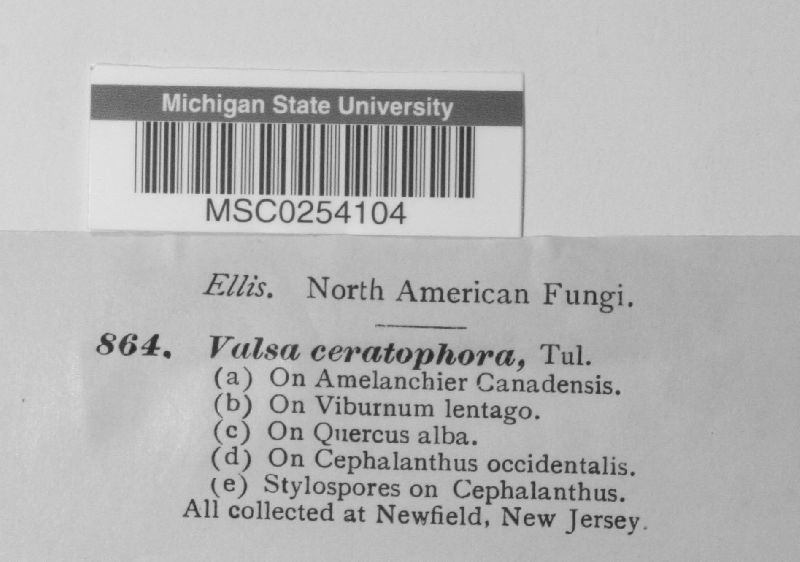 Michigan State University
MSC0254104
Ellis. North American Fungi.
864. Valsa ceratophora, Tul.
(a) On Amelanchier Canadensis.
(b) On Viburnum lentago.
(c) On Quercus alba.
(d) On Cephalanthus occidentalis.
(e) Stylospores on Cephalanthus.
All collected at Newfield, New Jersey.